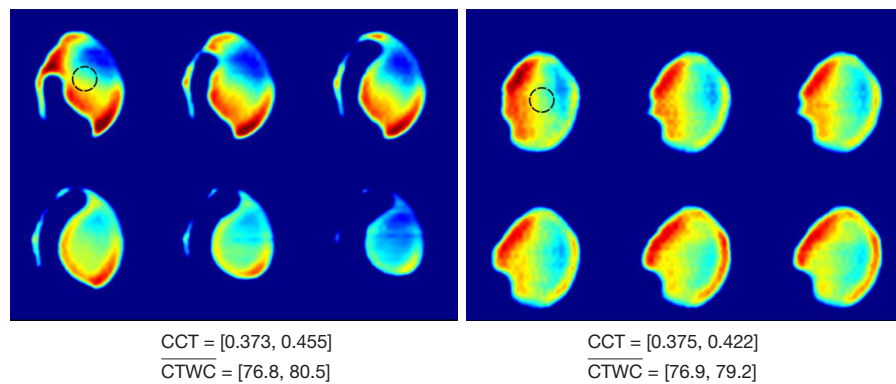 CCT = [0.373, 0.455]
CTWC = [76.8, 80.5]
CCT = [0.375, 0.422]
CTWC = [76.9, 79.2]